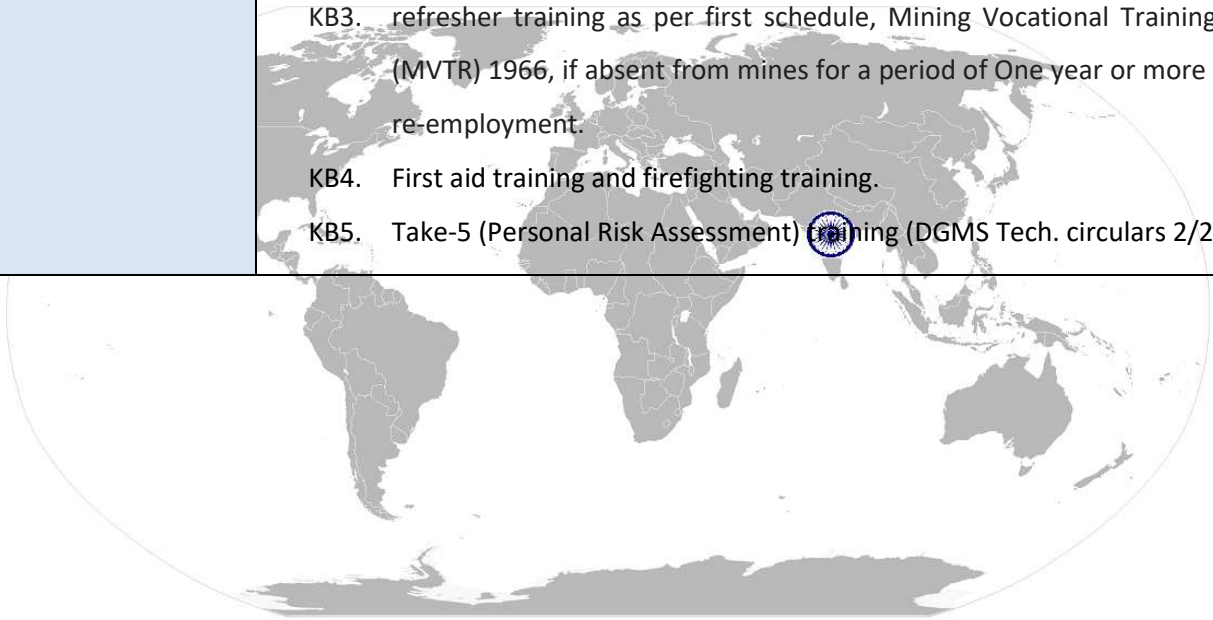 KB3. refresher training as per first schedule, Mining Vocational Training
(MVTR) 1966, if absent from mines for a period of One year or more
re-employment.
KB4. First aid training and firefighting training.
KB5. Take-5 (Personal Risk Assessment) training (DGMS Tech. circulars 2/2